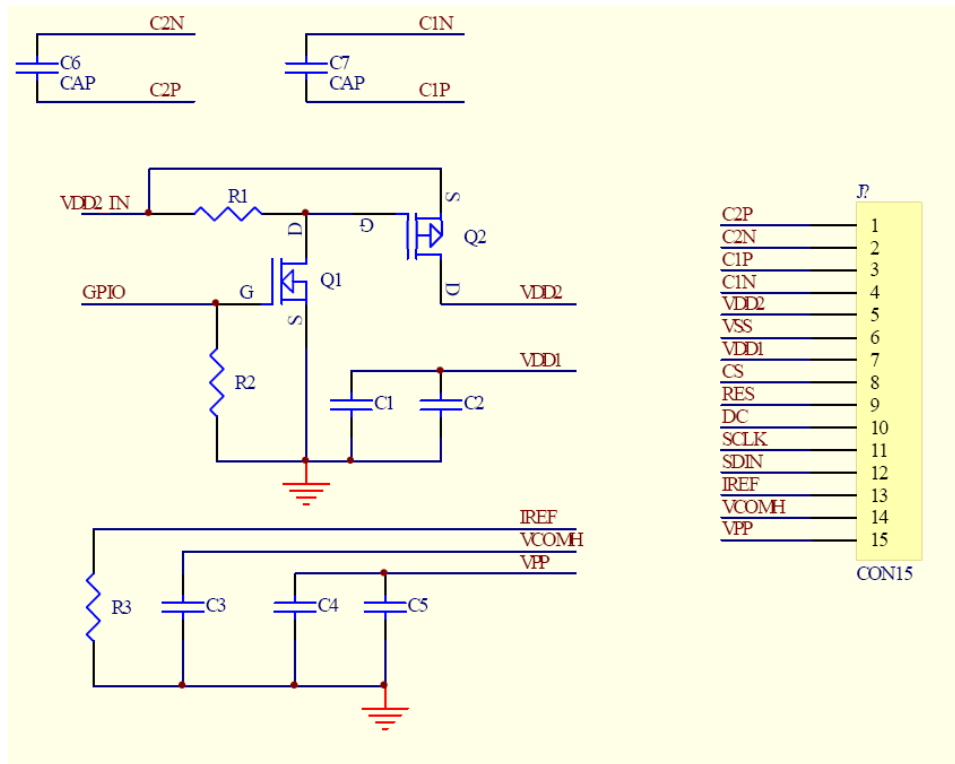 C2N
C6
CAP
C2P
C1N
C7
CAP
C1P
VDD2 IN
R1
D
G
S
Q2
D
VDD2
GPIO
G
Q1
S
R2
VDD1
C1
C2
IREF
VCOMH
VPP
R3
C3
C4
C5
J?
C2P 1
C2N 2
C1P 3
C1N 4
VDD2 5
VSS 6
VDD1 7
CS 8
RES 9
DC 10
SCLK 11
SDIN 12
IREF 13
VCOMH 14
VPP 15
CON15